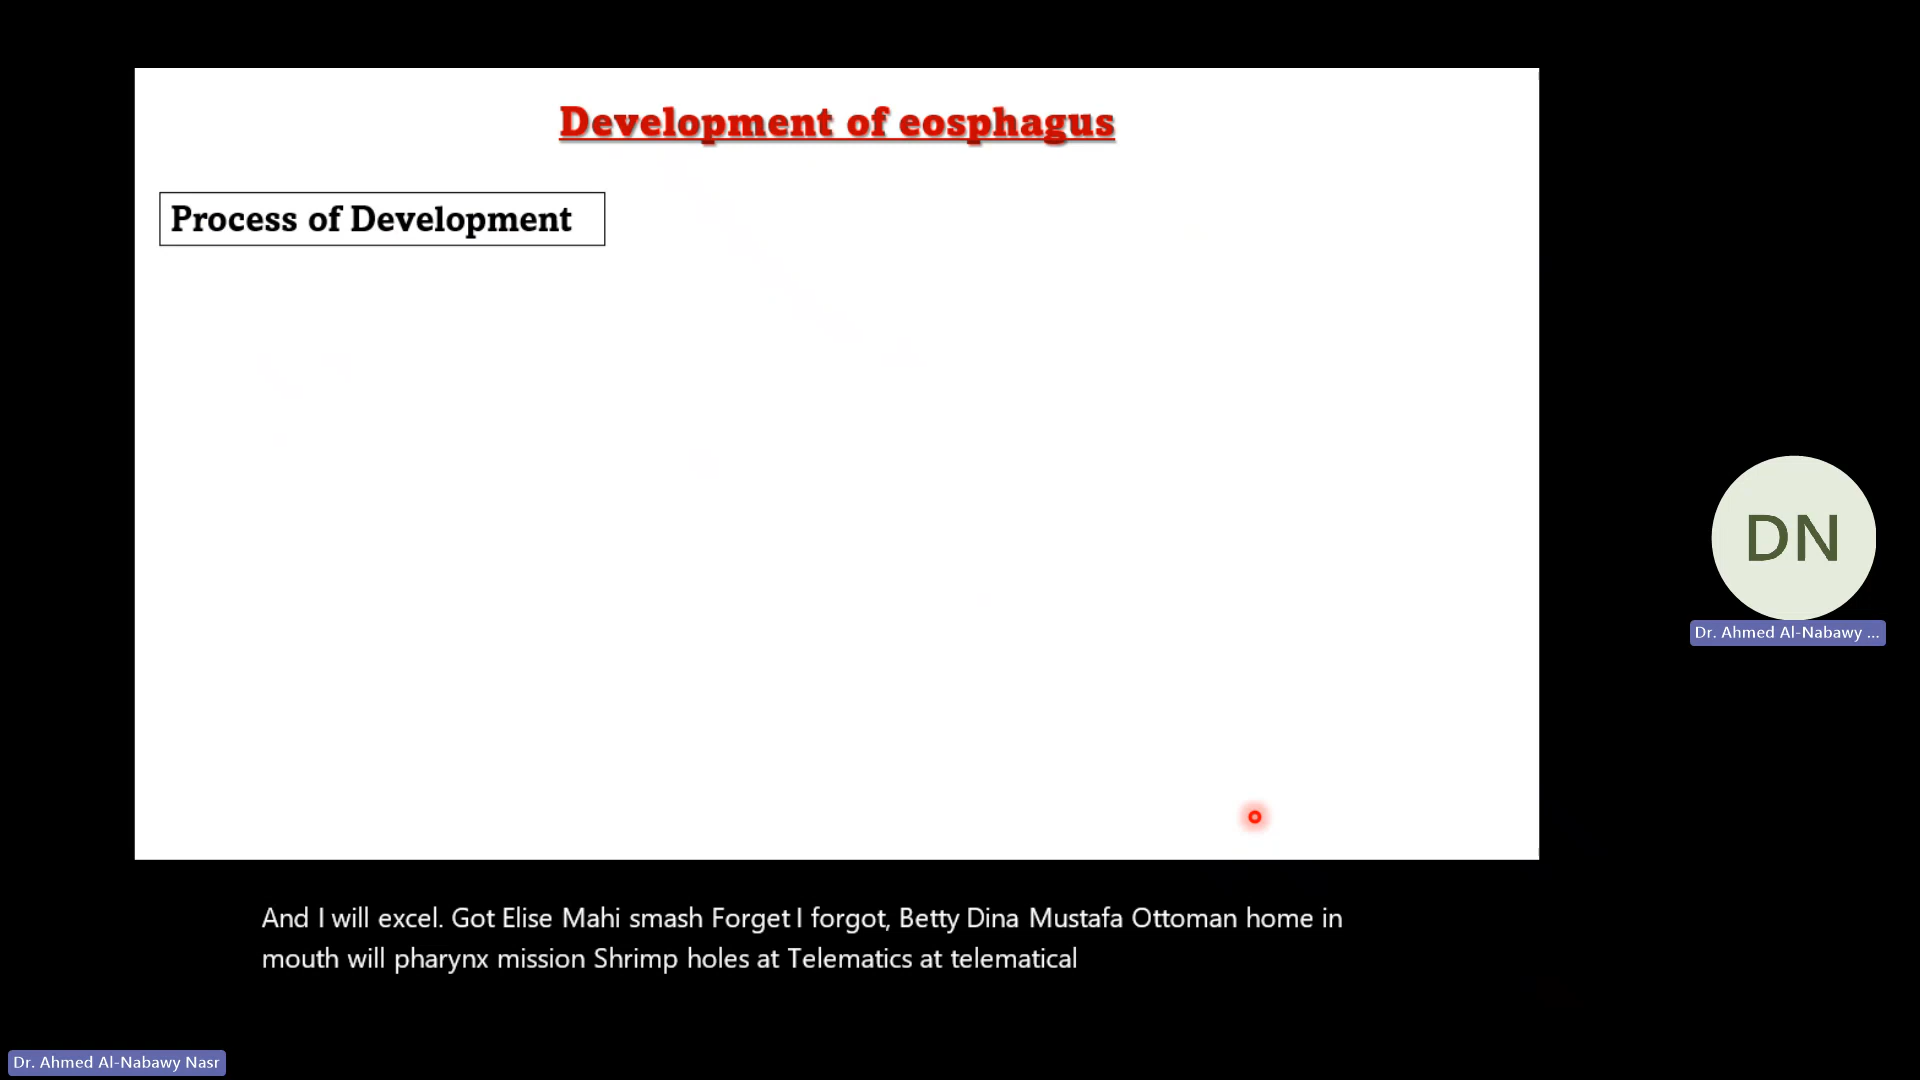 Development of eosphagus
Process of Development
DN
Dr. Ahmed Al-Nabawy ...
And I will excel. Got Elise Mahi smash Forget I forgot, Betty Dina Mustafa Ottoman home in
mouth will pharynx mission Shrimp holes at Telematics at telematical
Dr. Ahmed Al-Nabawy Nasr